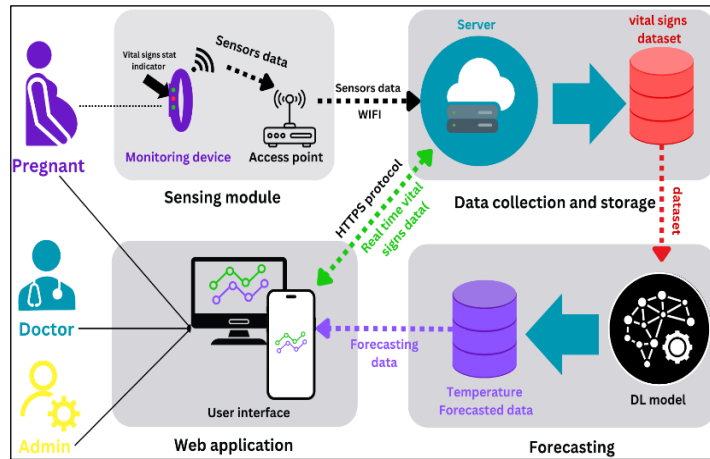 Vital signs stat
indicator
Sensors data
Monitoring device
Access point
Sensing module
Sensors data
WIFI
Server
vital signs
dataset
Data collection and storage
dataset
Pregnant
Doctor
Admin
HTTPS protocol
Real time vital
signs data(
User interface
Web application
Forecasting
data
Temperature
Forecasted data
DL model
Forecasting